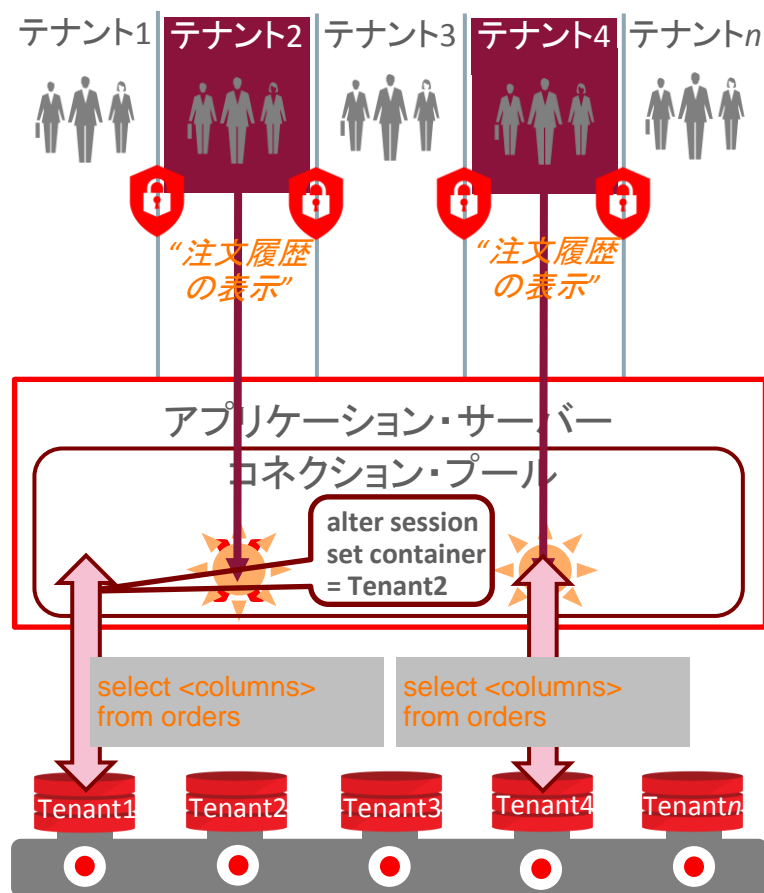 テナント1
テナント2
テナント3
テナント4
テナントn
“注文履歴
の表示”
“注文履歴
の表示”
アプリケーション・サーバー
コネクション・プール
alter session
set container
= Tenant2
select <columns>
from orders
select <columns>
from orders
Tenant1
Tenant2
Tenant3
Tenant4
Tenantn